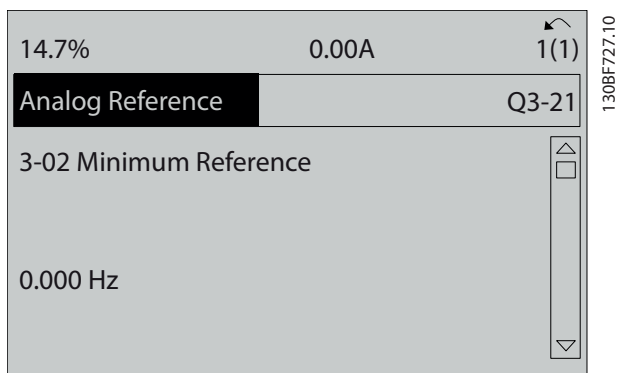 14.7% 0.00A 1(1)
Analog Reference Q3-21
3-02 Minimum Reference
0.000 Hz
130BF727.10